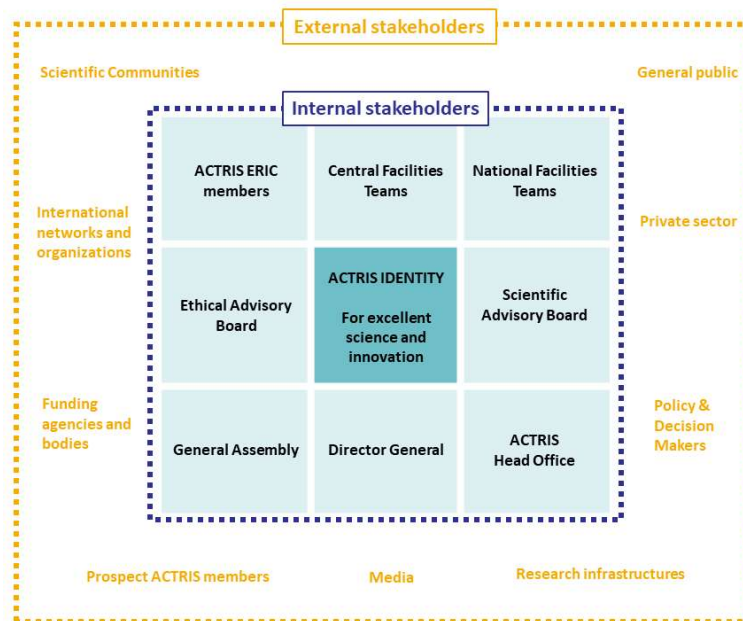 External stakeholders
Scientific Communities
General public
Internal stakeholders
ACTRIS ERIC
members
Central Facilities
Teams
National Facilities
Teams
International
networks and
organizations
Private sector
Ethical Advisory
Board
ACTRIS IDENTITY
For excellent
science and
innovation
Scientific
Advisory Board
Funding
agencies and
bodies
Policy &
Decision
Makers
General Assembly
Director General
ACTRIS
Head Office
Prospect ACTRIS members
Media
Research infrastructures